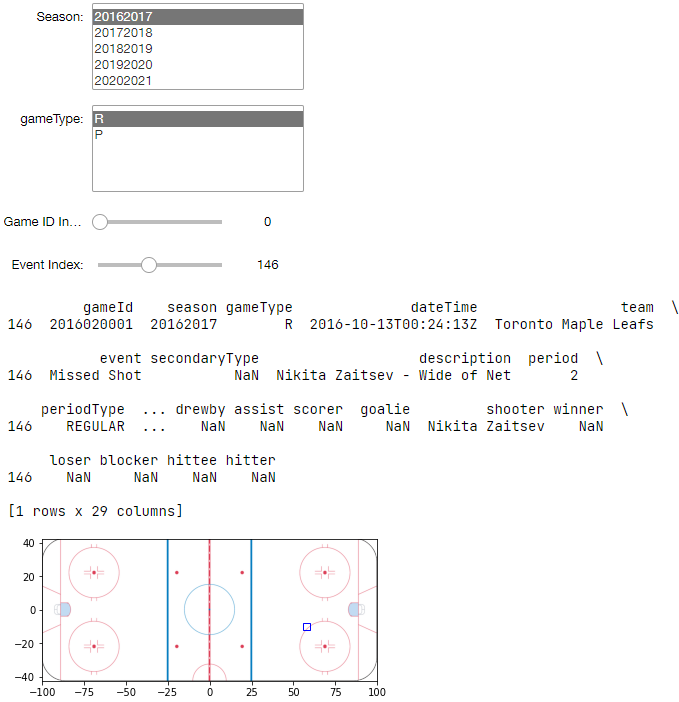 Season:
20162017
20172018
20182019
20192020
20202021
gameType:
R
P
Game ID In... 0
Event Index: 146
gameId season gameType dateTime team \
146 2016020001 20162017 R 2016-10-13T00:24:13Z Toronto Maple Leafs
event secondaryType description period \
146 Missed Shot NaN Nikita Zaitsev - Wide of Net 2
periodType ... drewby assist scorer goalie shooter winner \
146 REGULAR ... NaN NaN NaN NaN Nikita Zaitsev NaN
loser blocker hittee hitter
146 NaN NaN NaN NaN
[1 rows x 29 columns]
40
20
0
−20
−40
−100 −75 −50 −25 0 25 50 75 100